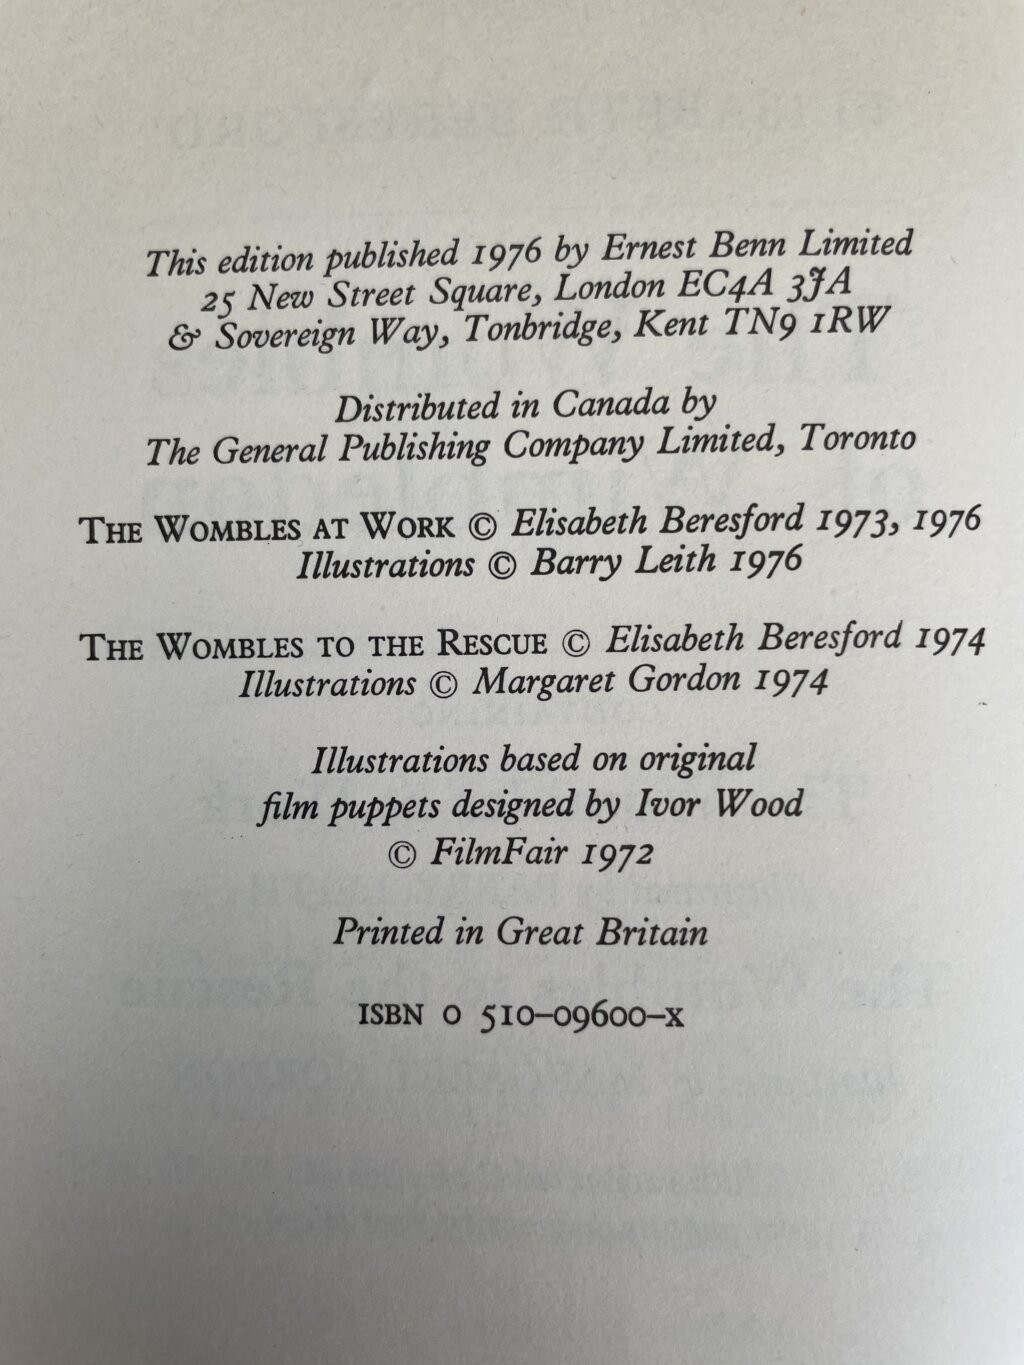 This edition published 1976 by Ernest Benn Limited
25 New Street Square, London EC4A 3JA
& Sovereign Way, Tonbridge, Kent TN9 1RW
Distributed in Canada by
The General Publishing Company Limited, Toronto
THE WOMBLES AT WORK © Elisabeth Beresford 1973, 1976
Illustrations © Barry Leith 1976
THE WOMBLES TO THE RESCUE © Elisabeth Beresford 1974
Illustrations © Margaret Gordon 1974
Illustrations based on original
film puppets designed by Ivor Wood
© FilmFair 1972
Printed in Great Britain
ISBN 0 510–09600–X